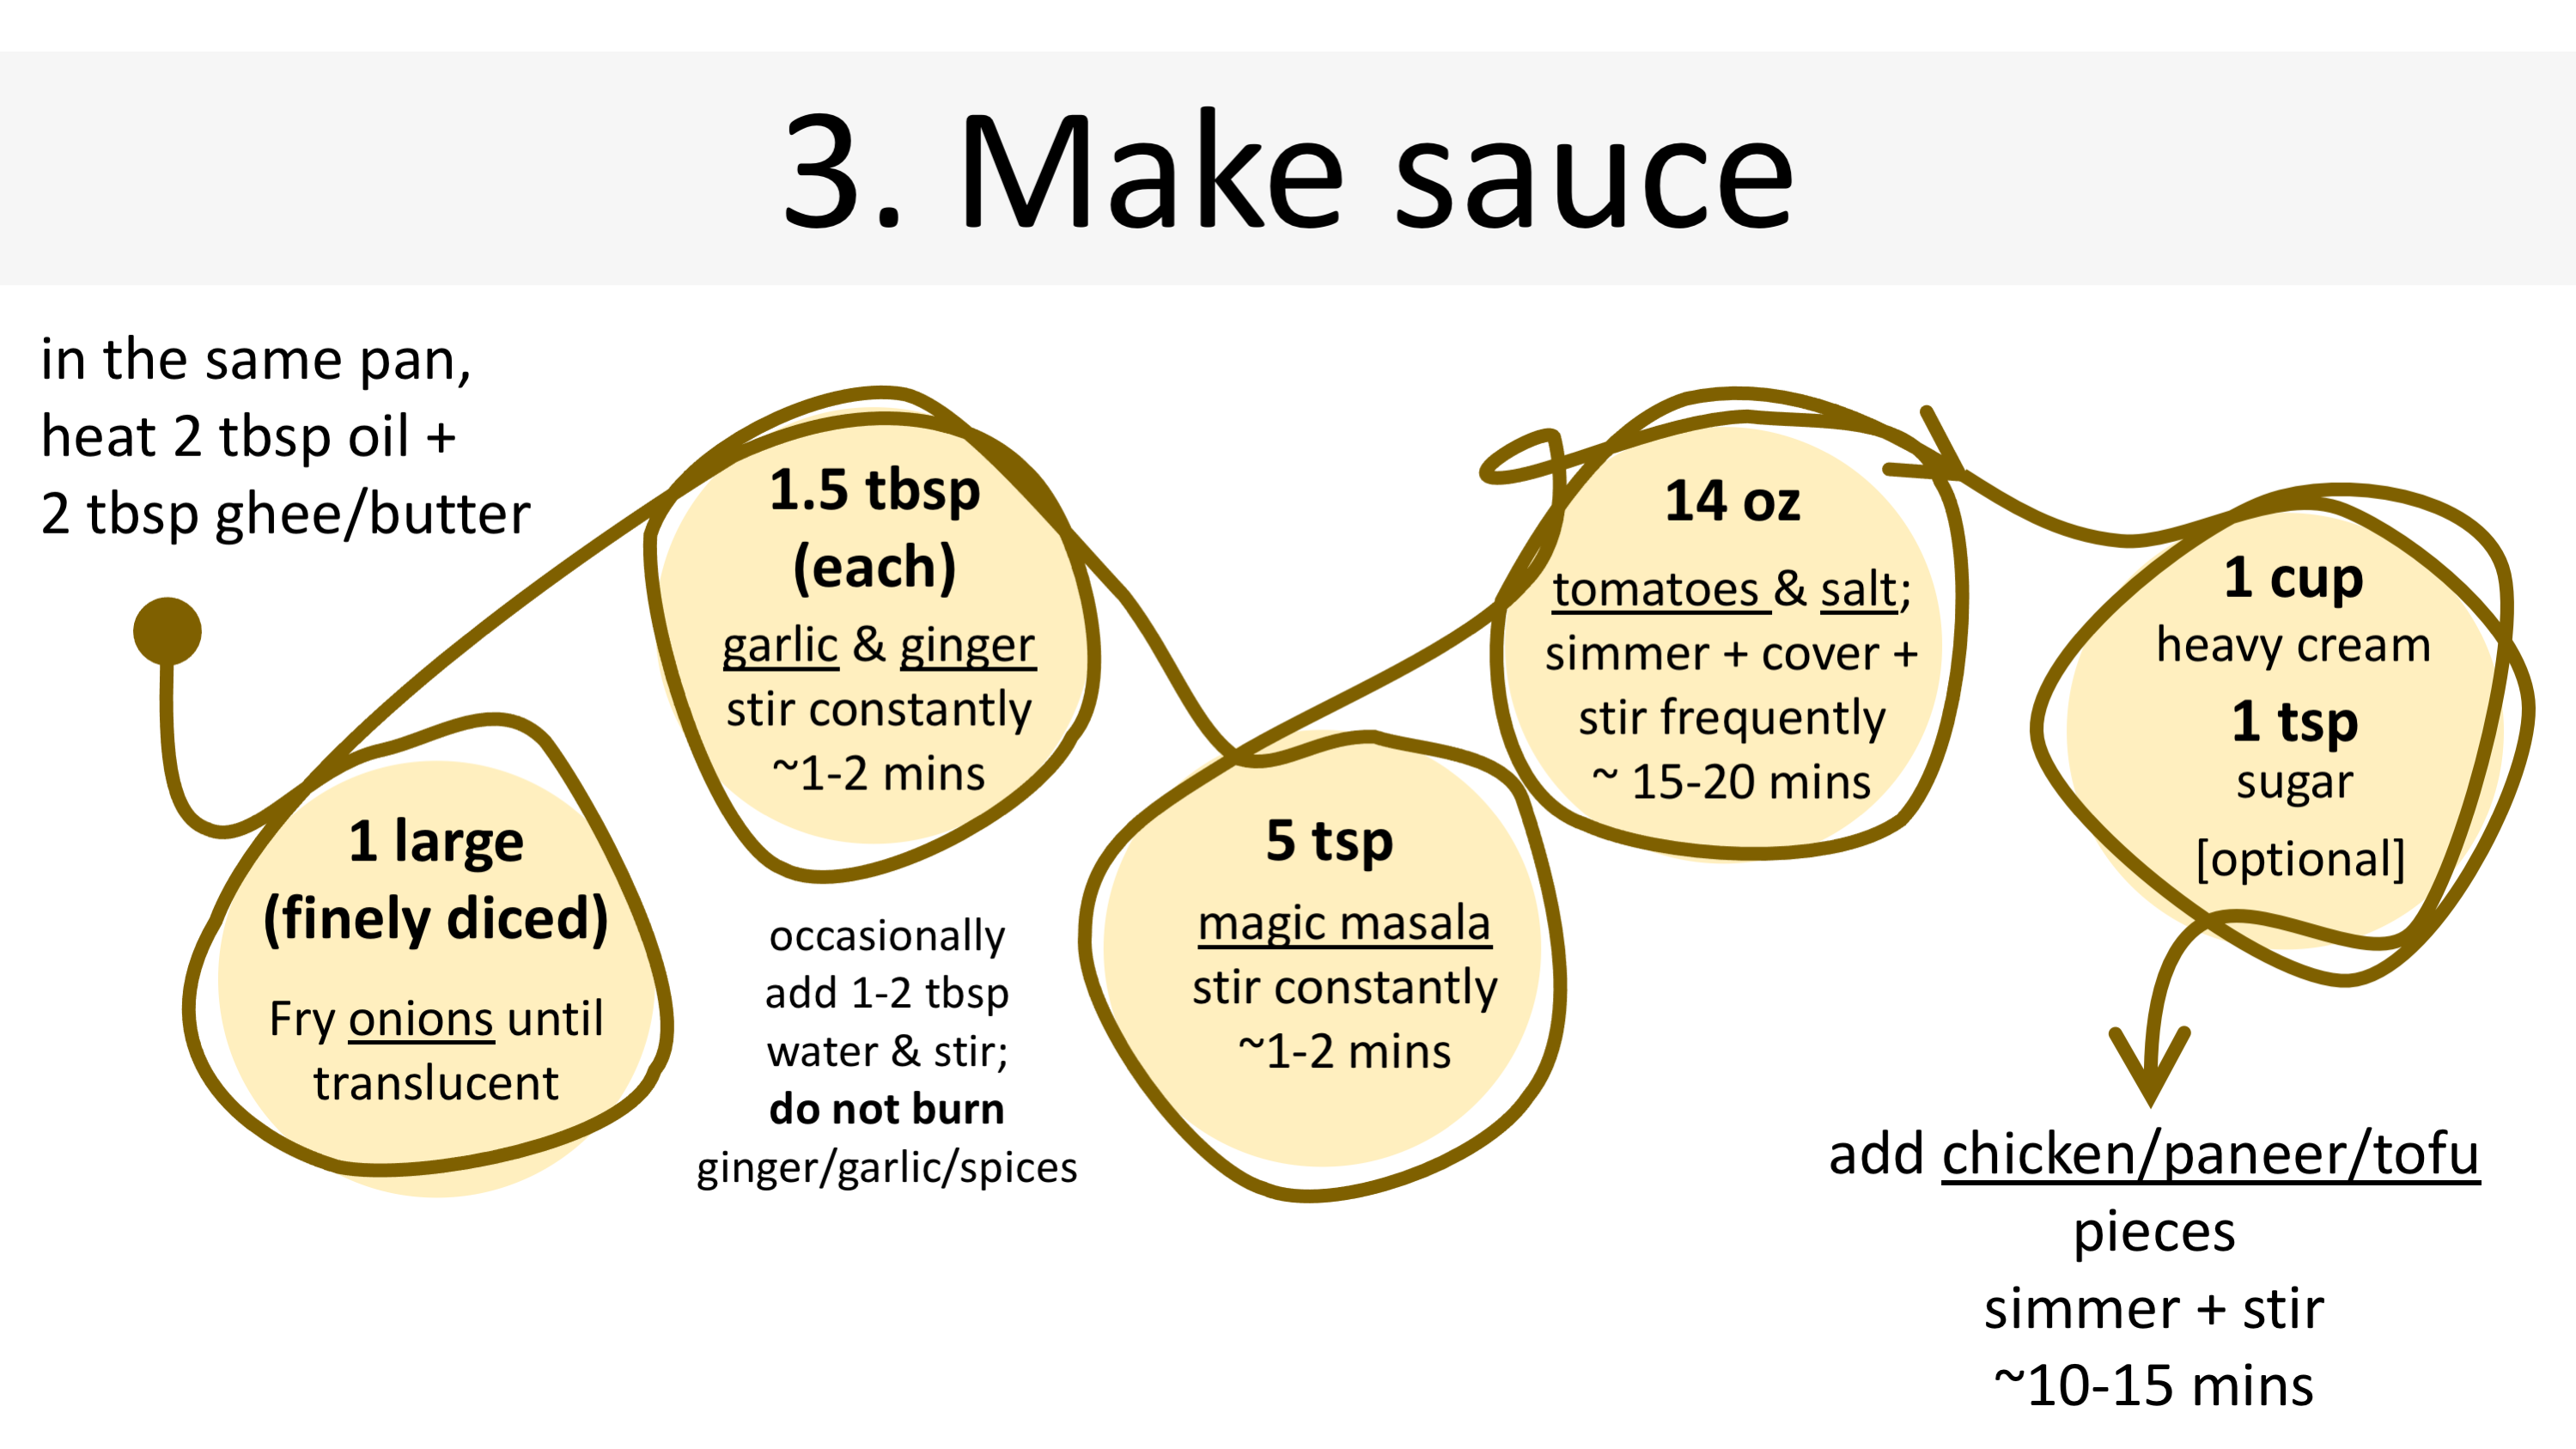 3. Make sauce
in the same pan,
heat 2 tbsp oil +
2 tbsp ghee/butter
1 large
(finely diced)
Fry onions until
translucent
1.5 tbsp
(each)
garlic & ginger
stir constantly
~1-2 mins
occasionally
add 1-2 tbsp
water & stir;
do not burn
ginger/garlic/spices
5 tsp
magic masala
stir constantly
~1-2 mins
14 oz
tomatoes & salt;
simmer + cover +
stir frequently
~ 15-20 mins
1 cup
heavy cream
1 tsp
sugar
[optional]
add chicken/paneer/tofu
pieces
simmer + stir
~10-15 mins